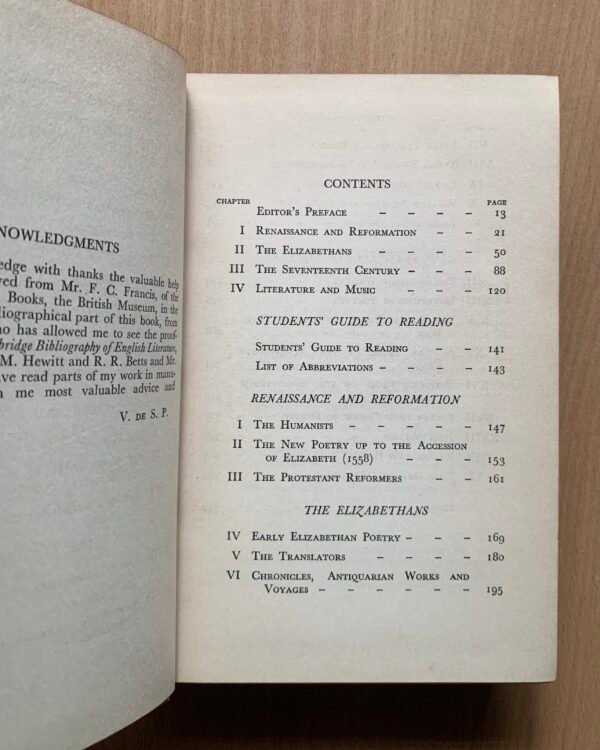 NOWLEDGMENTS
edge with thanks the valuable help
ved from Mr. F. C. Francis, of the
Books, the British Museum, in the
liographical part of this book, from
ho has allowed me to see the proof-
bridge Bibliography of English Literature,
M. Hewitt and R. R. Betts and Mr.
ave read parts of my work in manu-
me most valuable advice and
V. DE S. P.
CONTENTS
CHAPTER PAGE
EDITOR'S PREFACE – – – – 13
I RENAISSANCE AND REFORMATION – – 21
II THE ELIZABETHANS – – – – 50
III THE SEVENTEENTH CENTURY – – – 88
IV LITERATURE AND MUSIC – – – 120
STUDENTS' GUIDE TO READING
STUDENTS' GUIDE TO READING – – – 141
LIST OF ABBREVIATIONS – – – – 143
RENAISSANCE AND REFORMATION
I THE HUMANISTS – – – – – 147
II THE NEW POETRY UP TO THE ACCESSION
OF ELIZABETH (1558) – – – 153
III THE PROTESTANT REFORMERS – – 161
THE ELIZABETHANS
IV EARLY ELIZABETHAN POETRY – – – 169
V THE TRANSLATORS – – – – 180
VI CHRONICLES, ANTIQUARIAN WORKS AND
VOYAGES – – – – – – 195